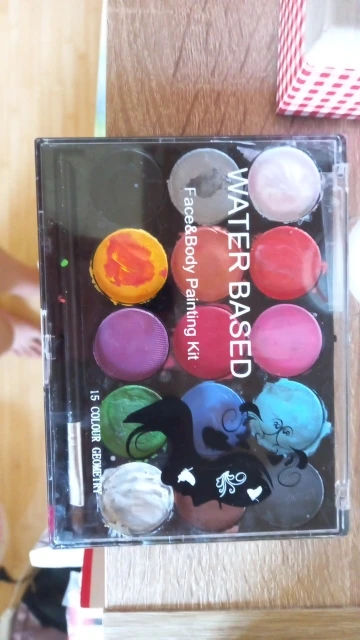 WATER BASED
Face&Body Painting Kit
15 COLOUR GEOMETRY